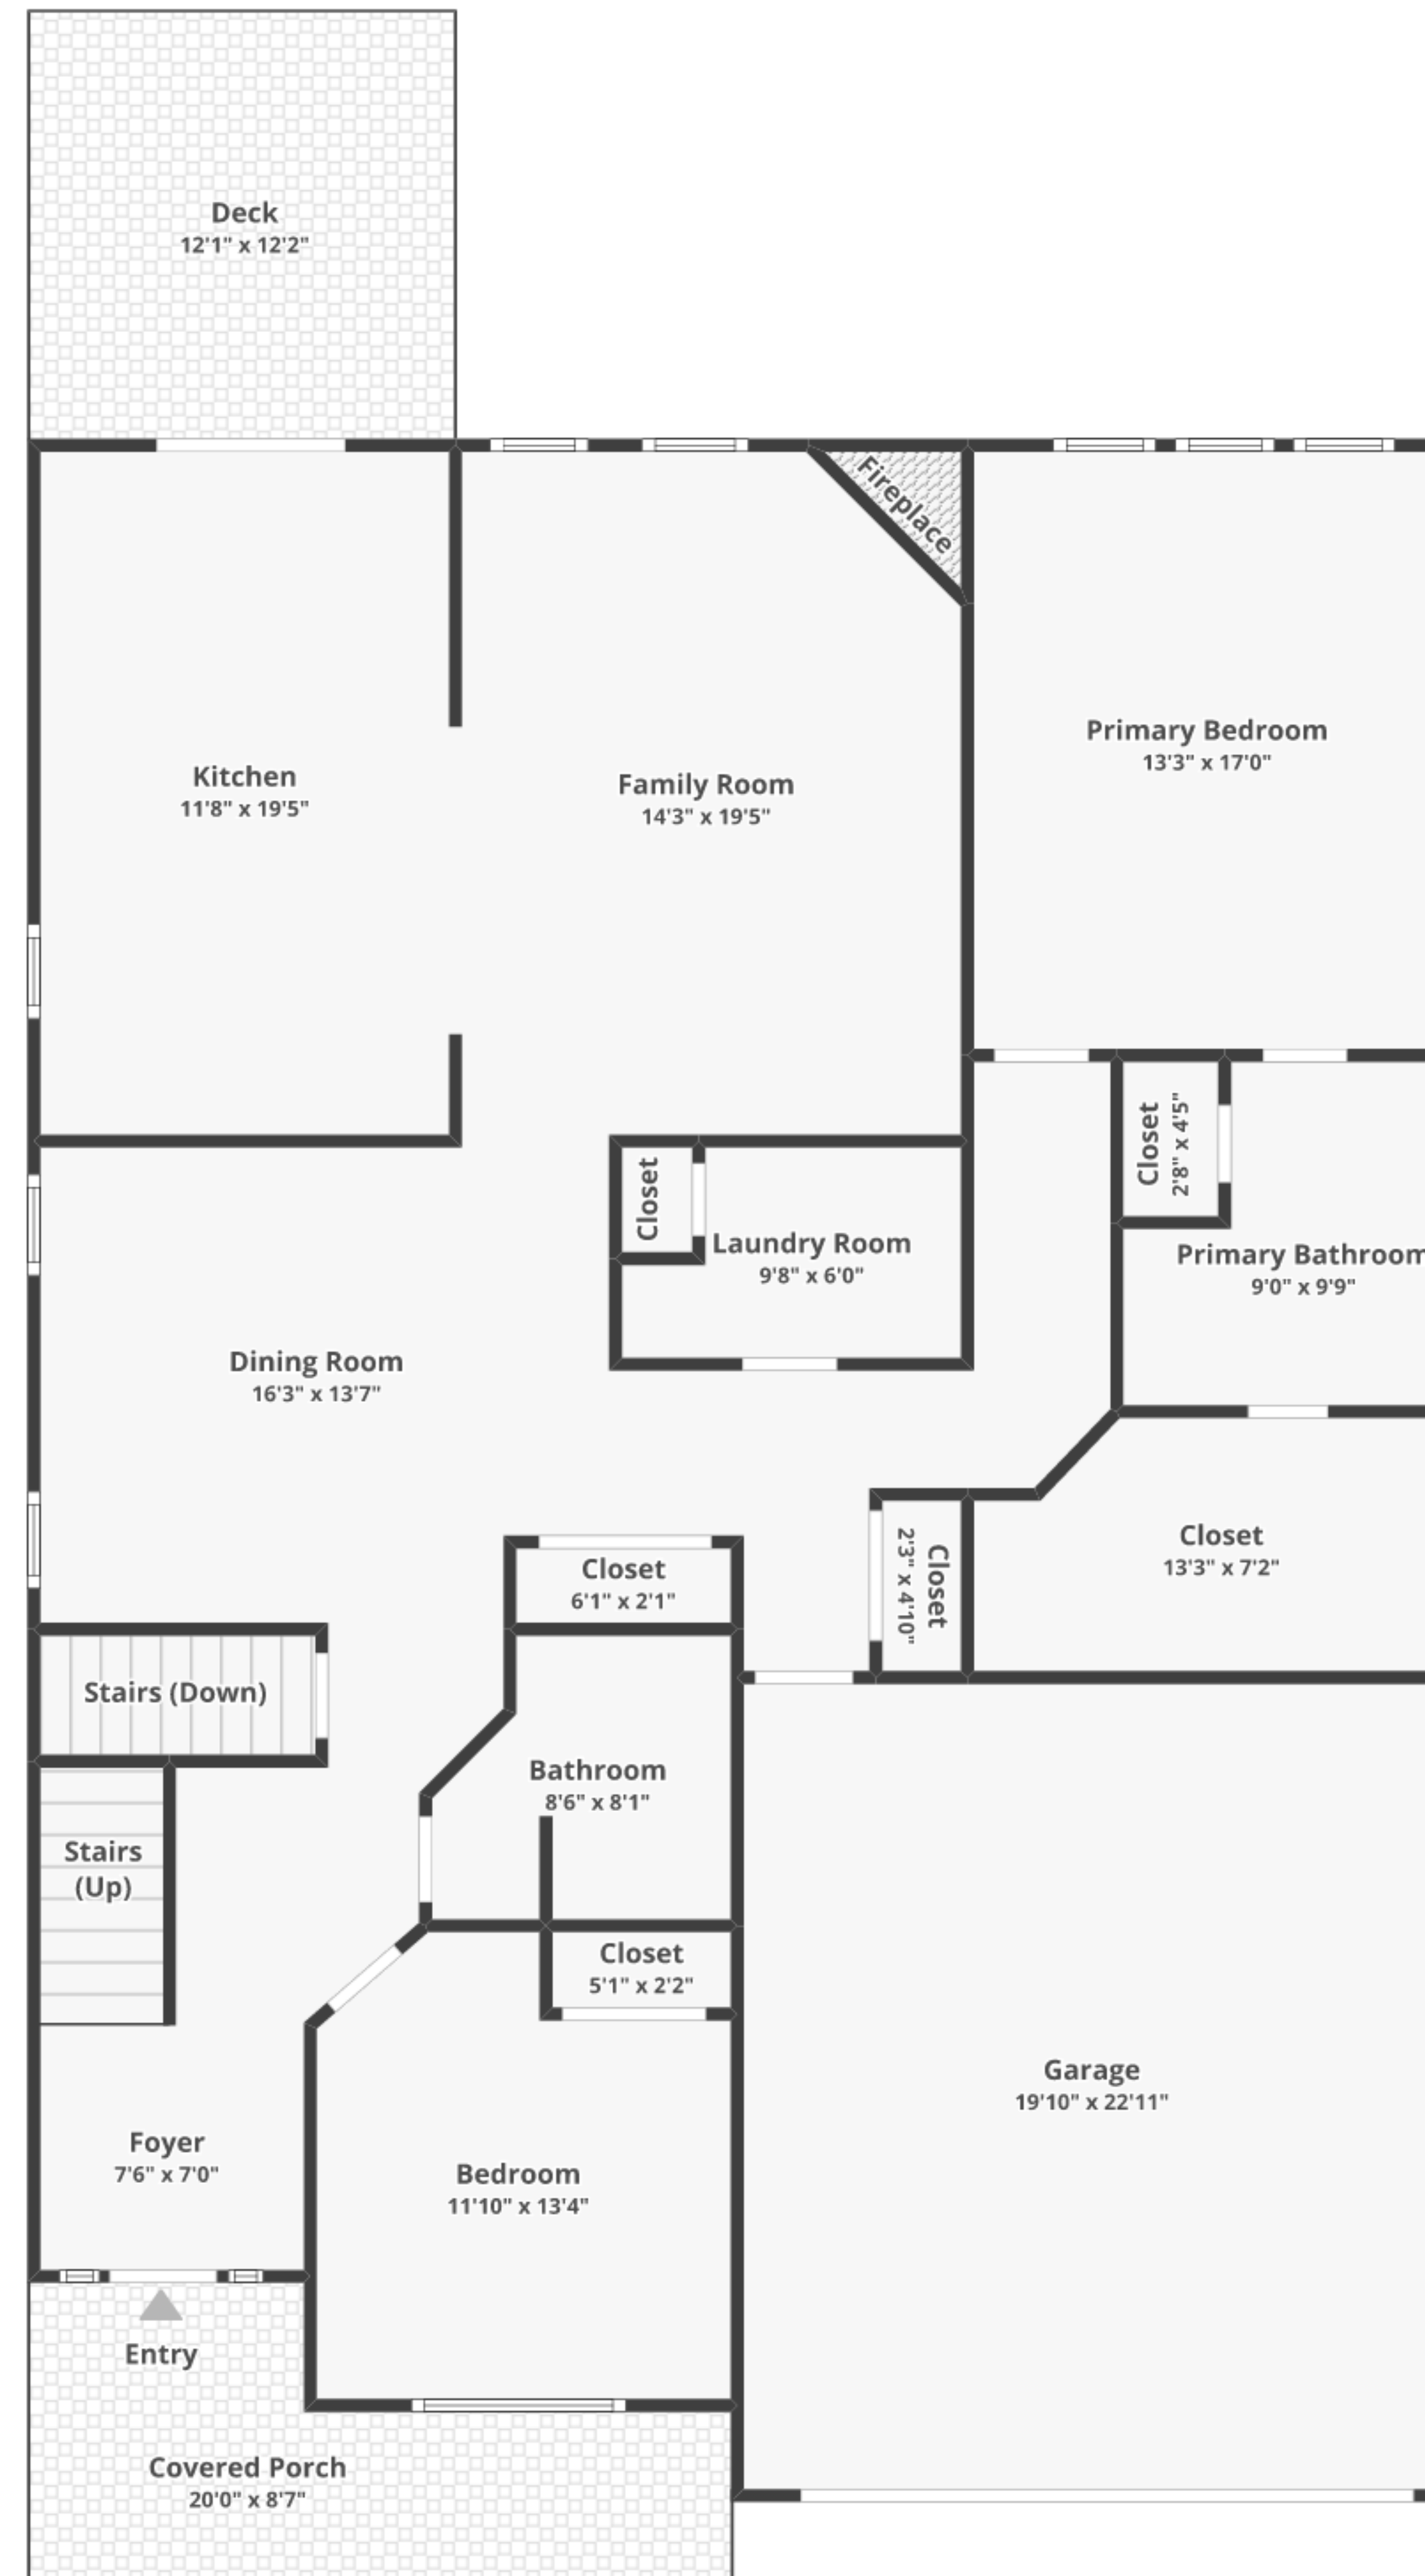 Deck
12'1" x 12'2"
Fireplace
Primary Bedroom
13'3" x 17'0"
Kitchen
11'8" x 19'5"
Family Room
14'3" x 19'5"
Closet
2'8" x 4'5"
Closet
Laundry Room
9'8" x 6'0"
Primary Bathroom
9'0" x 9'9"
Dining Room
16'3" x 13'7"
Closet
13'3" x 7'2"
Closet
2'3" x 4'10"
Closet
6'1" x 2'1"
Stairs (Down)
Bathroom
8'6" x 8'1"
Stairs
(Up)
Closet
5'1" x 2'2"
Garage
19'10" x 22'11"
Foyer
7'6" x 7'0"
Bedroom
11'10" x 13'4"
Entry
Covered Porch
20'0" x 8'7"